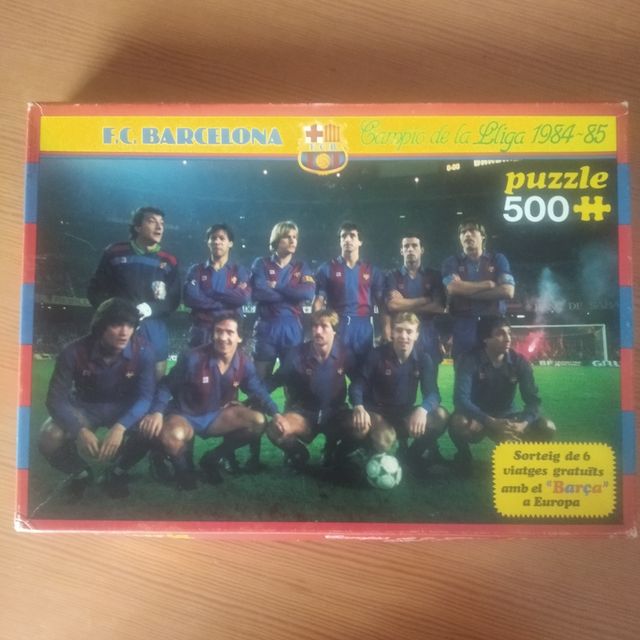 F.C. BARCELONA
Campió de la Lliga 1984-85
puzzle
500
Sorteig de 6
viatges gratuïts
amb el "Barça"
a Europa